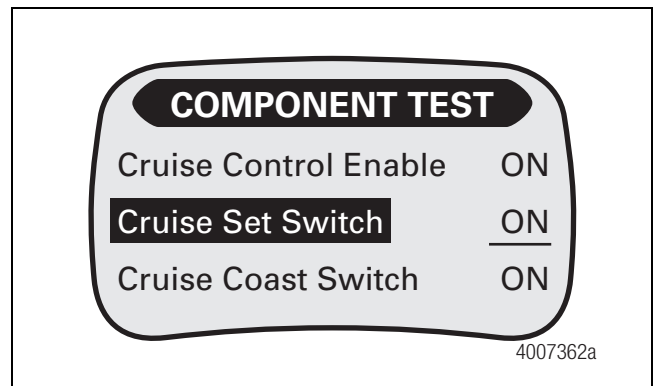 COMPONENT TEST
Cruise Control Enable ON
Cruise Set Switch ON
Cruise Coast Switch ON
4007362a